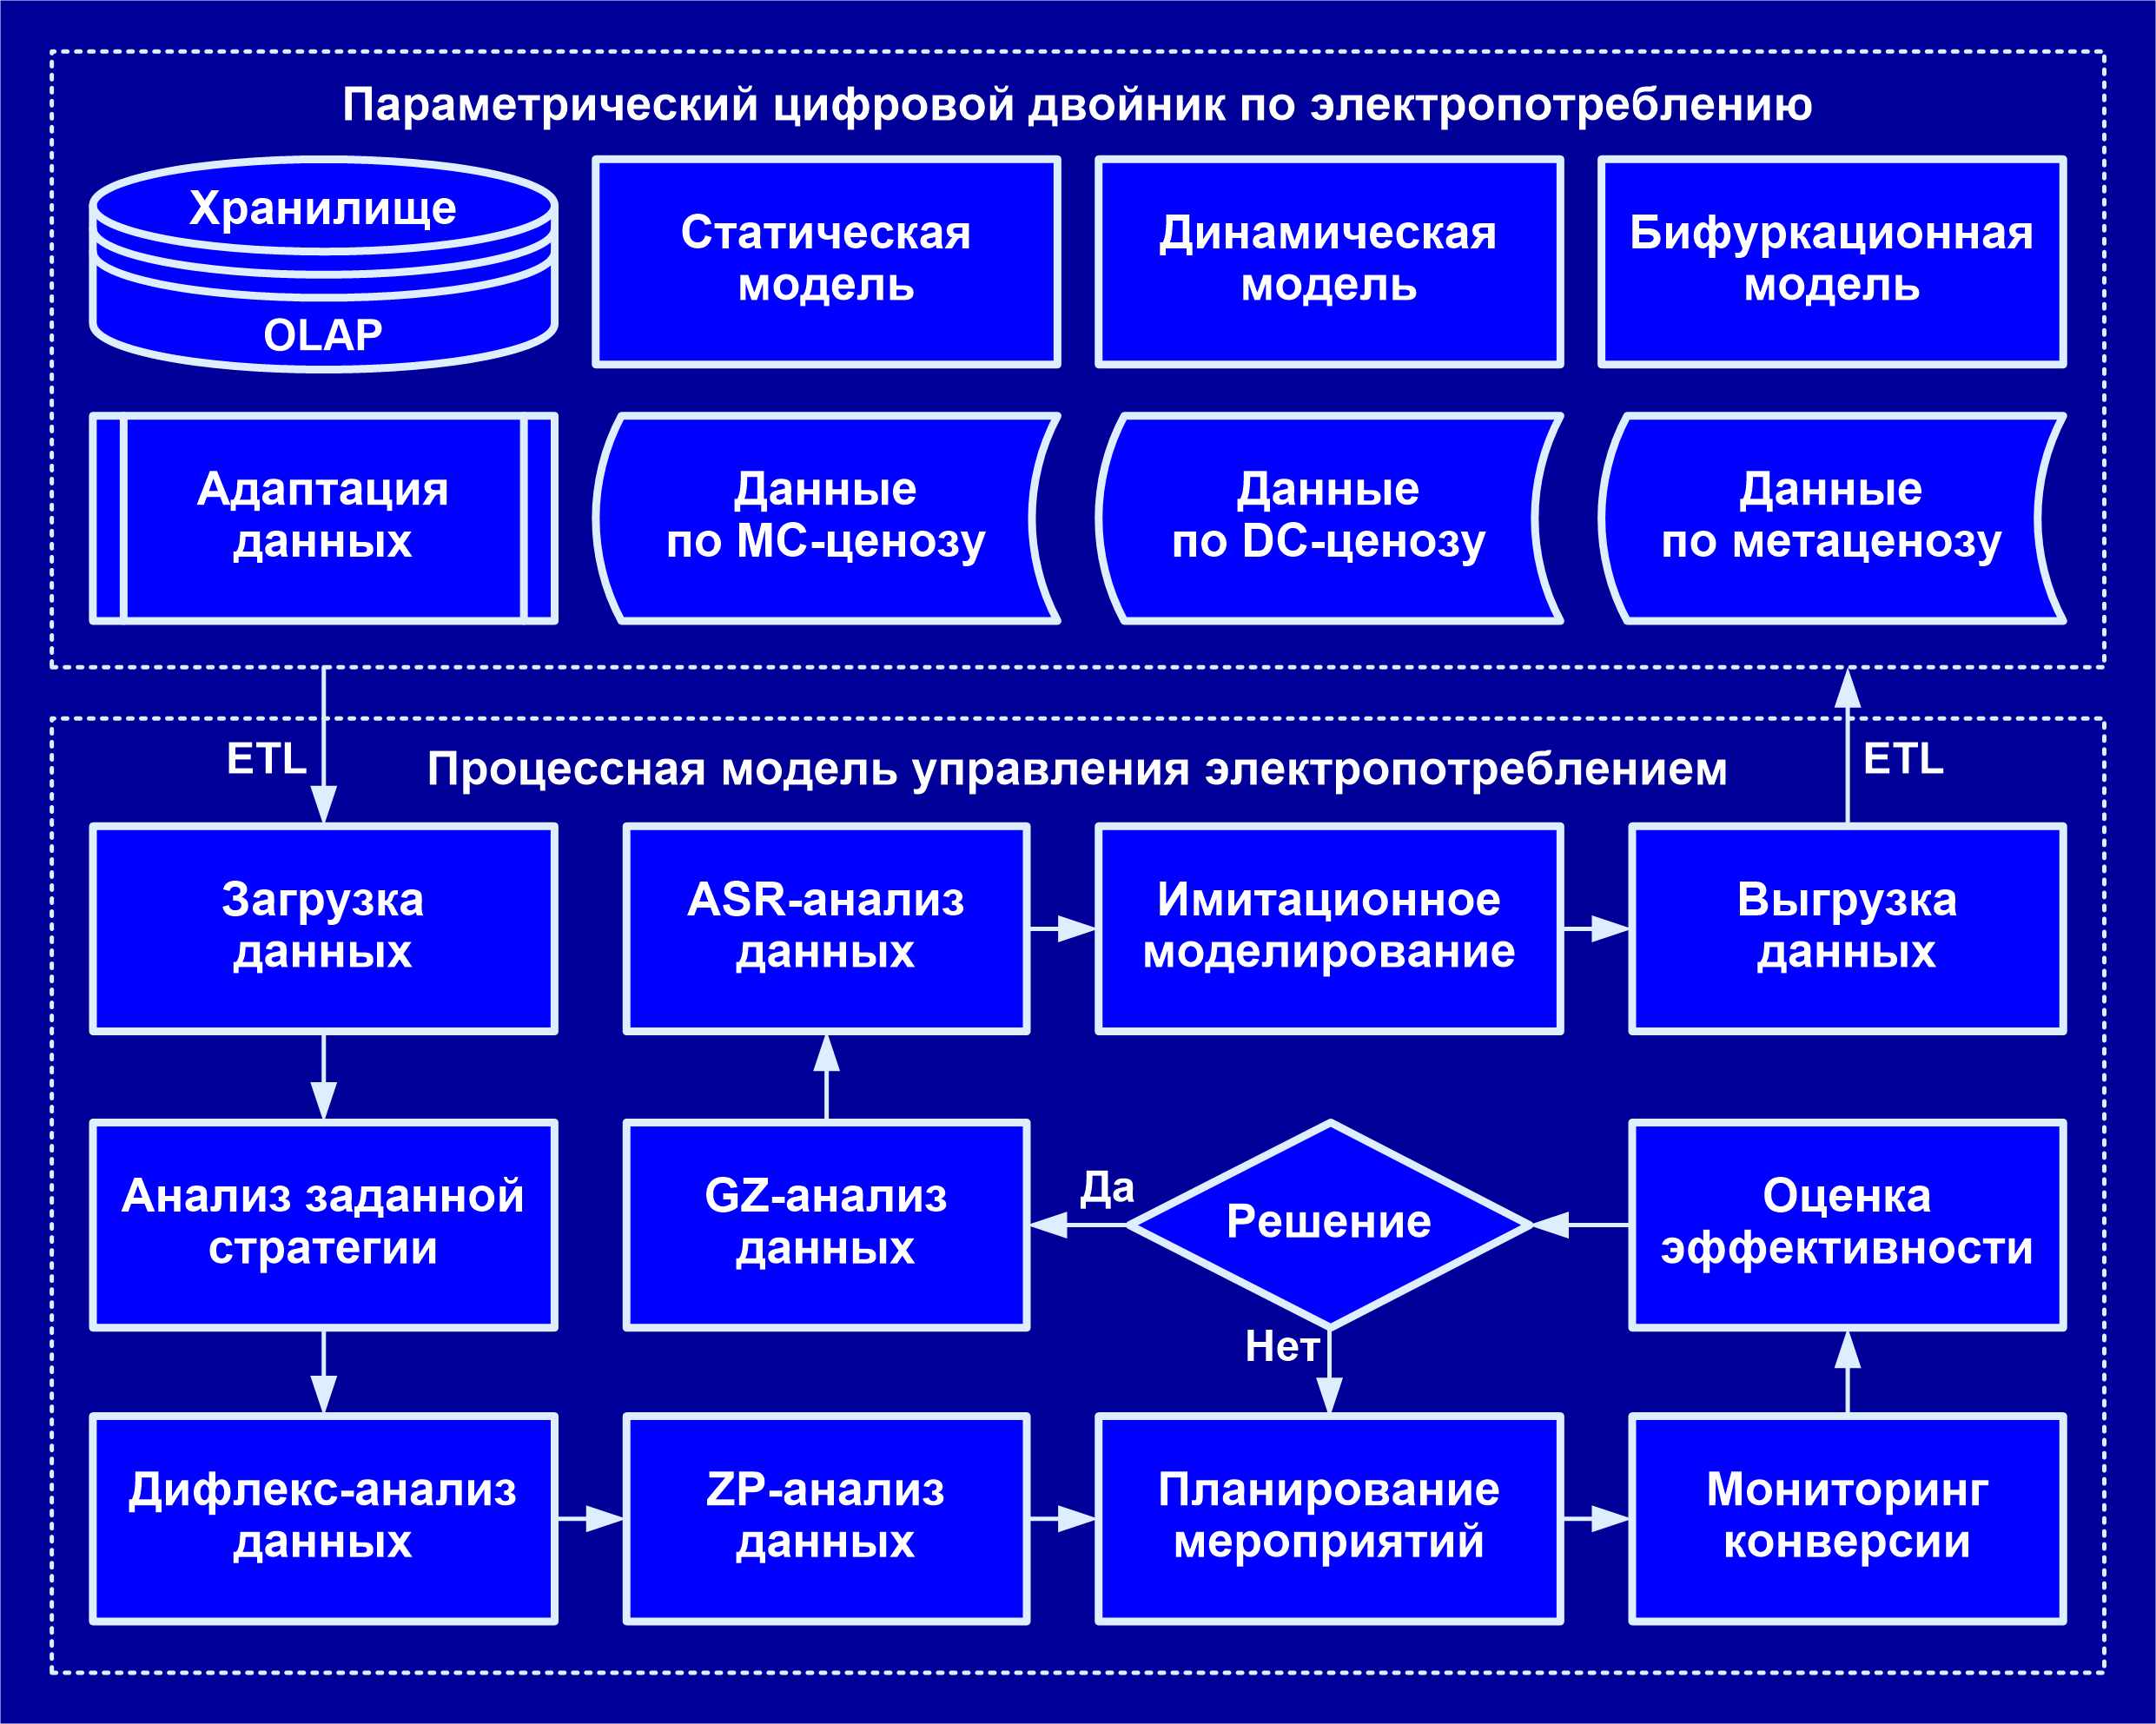 Параметрический цифровой двойник по электропотреблению
Хранилище
OLAP
Статическая
модель
Динамическая
модель
Бифуркационная
модель
Адаптация
данных
Данные
по МС-ценозу
Данные
по DC-ценозу
Данные
по метаценозу
ETL
Процессная модель управления электропотреблением
ETL
Загрузка
данных
ASR-анализ
данных
Имитационное
моделирование
Выгрузка
данных
Анализ заданной
стратегии
GZ-анализ
данных
Да
Решение
Оценка
эффективности
Нет
Дифлекс-анализ
данных
ZP-анализ
данных
Планирование
мероприятий
Мониторинг
конверсии